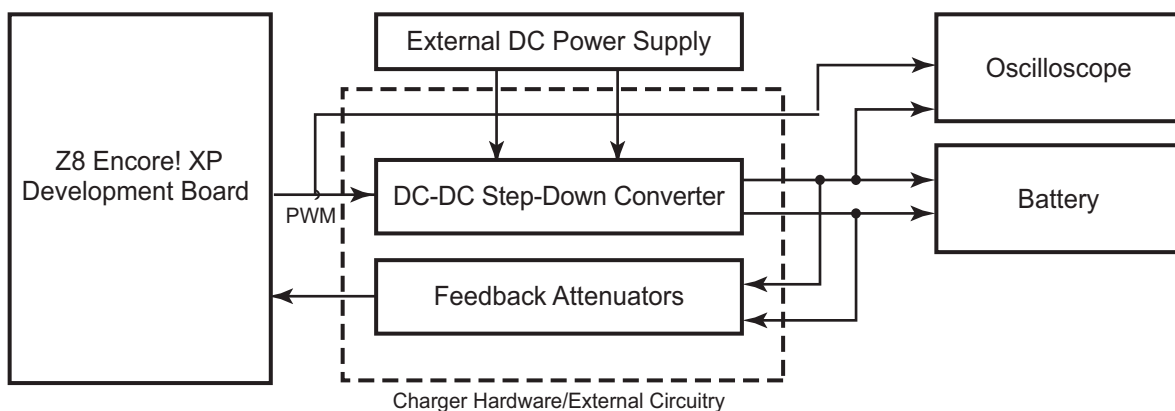 External DC Power Supply
Oscilloscope
Z8 Encore! XP
Development Board
PWM
DC-DC Step-Down Converter
Battery
Feedback Attenuators
Charger Hardware/External Circuitry